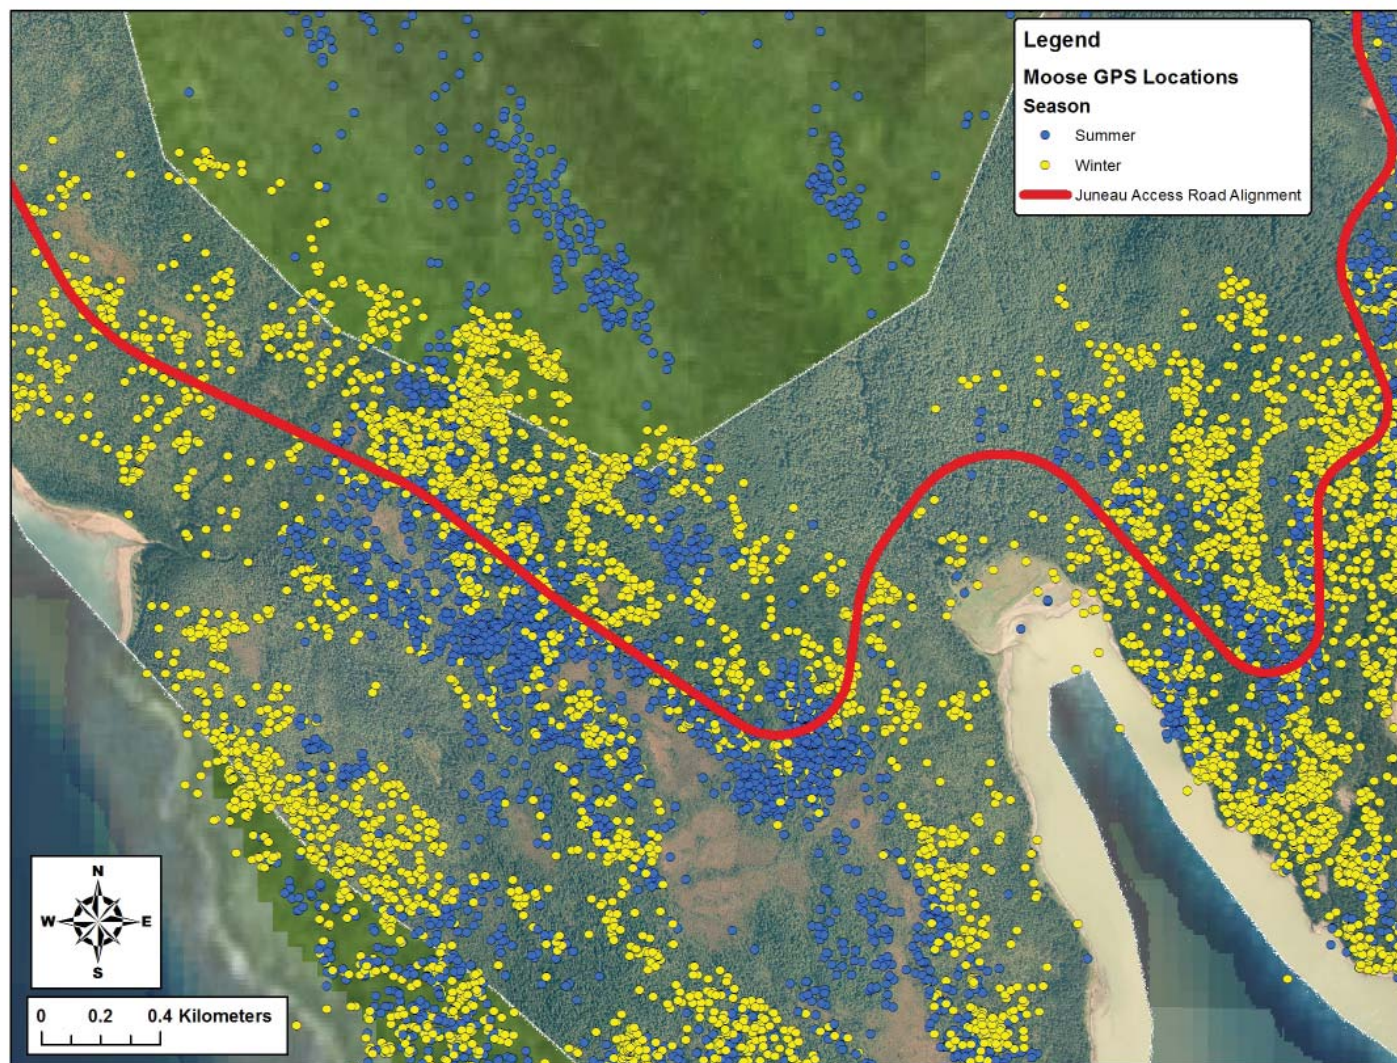 Legend
Moose GPS Locations
Season
Summer
Winter
Juneau Access Road Alignment
N
W E
S
0 0.2 0.4 Kilometers